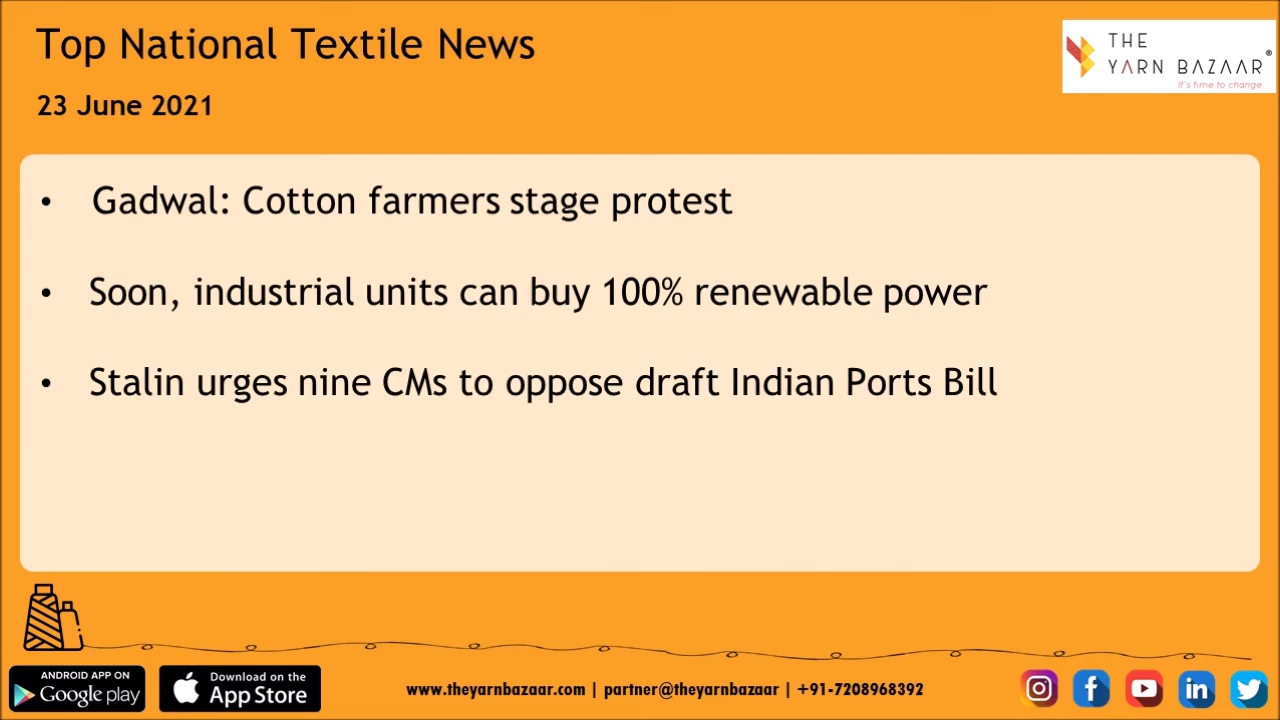 Top National Textile News
23 June 2021
THE
YARN BAZAAR®
it's time to change
• Gadwal: Cotton farmers stage protest
• Soon, industrial units can buy 100% renewable power
• Stalin urges nine CMs to oppose draft Indian Ports Bill
ANDROID APP ON
Google play
Download on the
App Store
www.theyarnbazaar.com | partner@theyarnbazaar | +91-7208968392